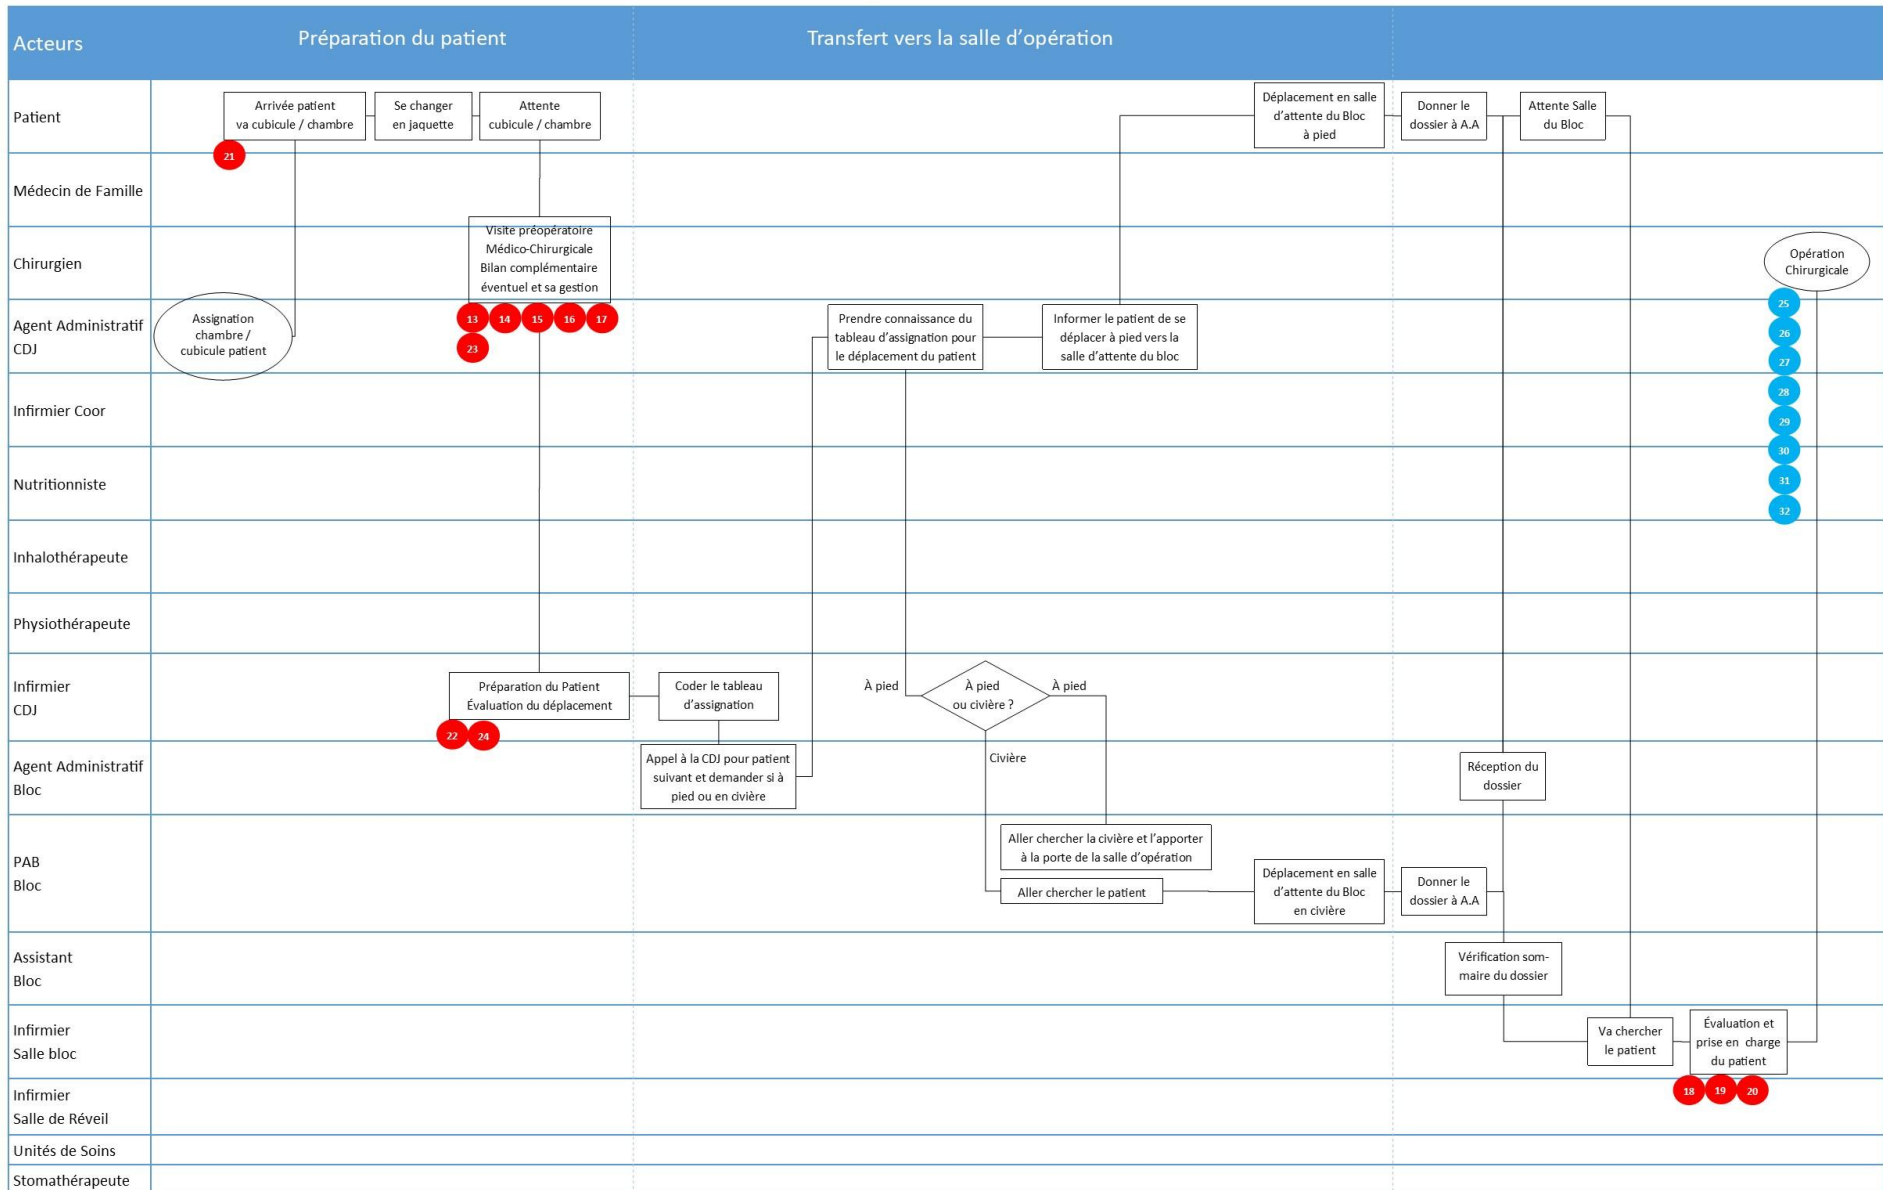 Acteurs
Préparation du patient
Transfert vers la salle d’opération
Patient
Arrivée patient
va cubicule / chambre
Se changer
en jaquette
Attente
cubicule / chambre
Déplacement en salle
d’attente du Bloc
à pied
Donner le
dossier à A.A
Attente Salle
du Bloc
21
Médecin de Famille
Chirurgien
Visite préopératoire
Médico-Chirurgicale
Bilan complémentaire
éventuel et sa gestion
Opération
Chirurgicale
Agent Administratif
CDJ
Assignation
chambre /
cubicule patient
13
14
15
16
17
23
Prendre connaissance du
tableau d’assignation pour
le déplacement du patient
Informer le patient de se
déplacer à pied vers la
salle d’attente du bloc
25
26
27
28
29
30
31
32
Infirmier Coor
Nutritionniste
Inhalothérapeute
Physiothérapeute
Infirmier
CDJ
Préparation du Patient
Évaluation du déplacement
Coder le tableau
d’assignation
À pied
À pied
ou civière ?
À pied
22
24
Civière
Agent Administratif
Bloc
Appel à la CDJ pour patient
suivant et demander si à
pied ou en civière
Réception du
dossier
PAB
Bloc
Aller chercher la civière et l’apporter
à la porte de la salle d’opération
Aller chercher le patient
Déplacement en salle
d’attente du Bloc
en civière
Donner le
dossier à A.A
Assistant
Bloc
Vérification som-
maire du dossier
Infirmier
Salle bloc
Va chercher
le patient
Évaluation et
prise en charge
du patient
18
19
20
Infirmier
Salle de Réveil
Unités de Soins
Stomathérapeute